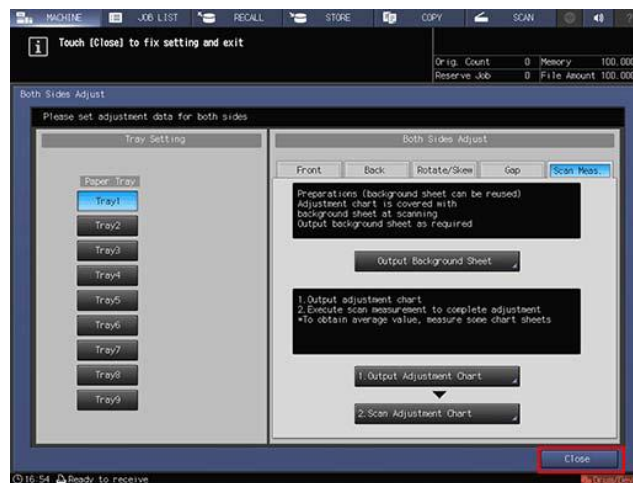 MACHINE JOB LIST RECALL STORE COPY SCAN
Touch [Close] to fix setting and exit
Orig. Count 0 Memory 100.000
Reserve Job 0 File Amount 100.000
Both Sides Adjust
Please set adjustment data for both sides
Tray Setting
Both Sides Adjust
Paper Tray
Tray1
Tray2
Tray3
Tray4
Tray5
Tray6
Tray7
Tray8
Tray9
Front Back Rotate/Skew Gap Scan Meas.
Preparations (background sheet can be reused)
Adjustment chart is covered with
background sheet at scanning
Output background sheet as required
Output Background Sheet
1.Output adjustment chart
2.Execute scan measurement to complete adjustment
*To obtain average value, measure some chart sheets
1.Output Adjustment Chart
2.Scan Adjustment Chart
Close
16:54 Ready to receive